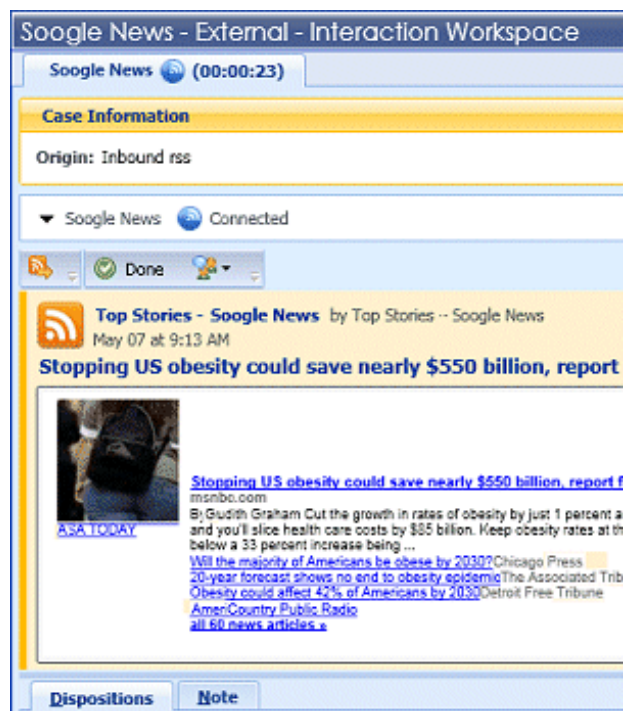 Soogle News - External - Interaction Workspace
Soogle News (00:00:23)
Case Information
Origin: Inbound rss
Soogle News Connected
Done
Top Stories - Soogle News by Top Stories -- Soogle News
May 07 at 9:13 AM
Stopping US obesity could save nearly $550 billion, report
Stopping US obesity could save nearly $550 billion, report f
msnbc.com
By Gudith Graham Cut the growth in rates of obesity by just 1 percent a
ASA TODAY
and you'll slice health care costs by $85 billion. Keep obesity rates at th
below a 33 percent increase being ...
Will the majority of Americans be obese by 2030?Chicago Press
20-year forecast shows no end to obesity epidemicThe Associated Trib
Obesity could affect 42% of Americans by 2030Detroit Free Tribune
AmeriCountry Public Radio
all 60 news articles »
Dispositions Note